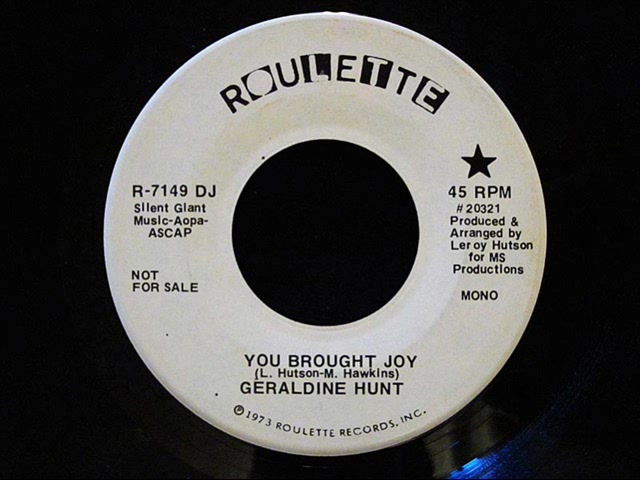 ROULETTE
R-7149 DJ
Silent Giant
Music-Aopa-
ASCAP
NOT
FOR SALE
45 RPM
#20321
Produced &
Arranged by
Leroy Hutson
for MS
Productions
MONO
YOU BROUGHT JOY
(L. Hutson-M. Hawkins)
GERALDINE HUNT
℗1973 ROULETTE RECORDS, INC.